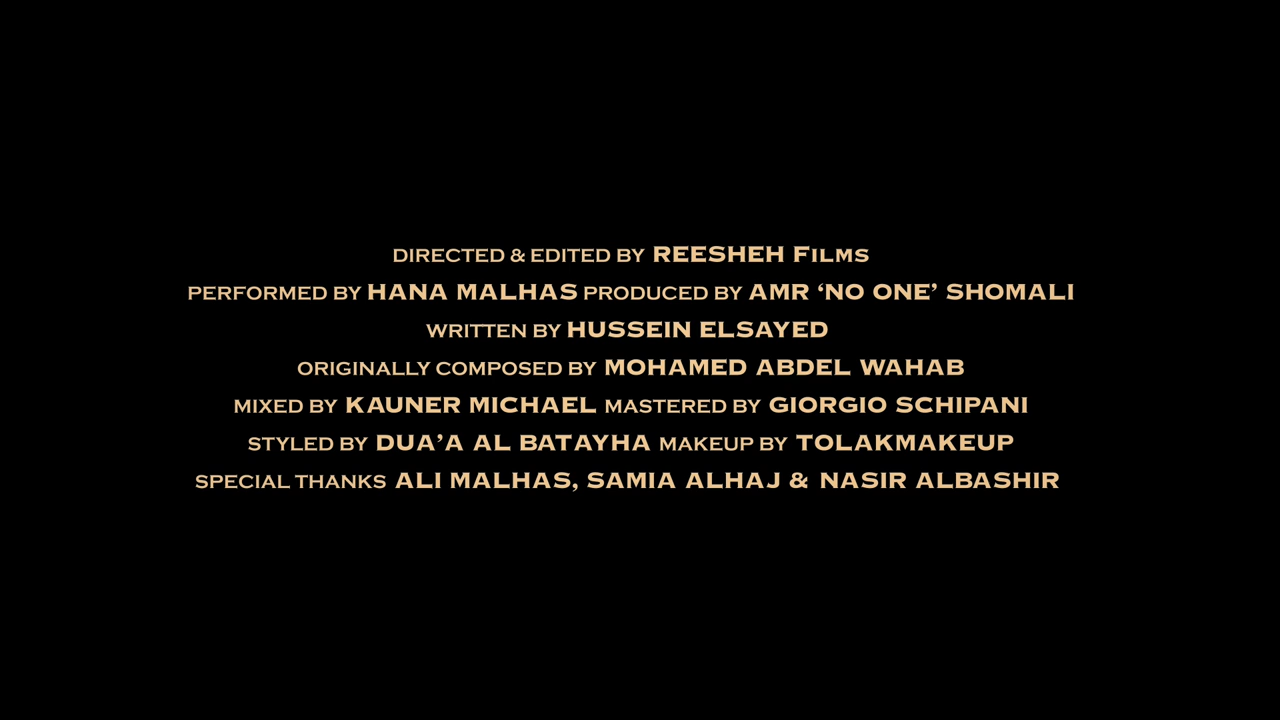 DIRECTED & EDITED BY REESHEH FILMS
PERFORMED BY HANA MALHAS PRODUCED BY AMR ‘NO ONE’ SHOMALI
WRITTEN BY HUSSEIN ELSAYED
ORIGINALLY COMPOSED BY MOHAMED ABDEL WAHAB
MIXED BY KAUNER MICHAEL MASTERED BY GIORGIO SCHIPANI
STYLED BY DUA’A AL BATAYHA MAKEUP BY TOLAKMAKEUP
SPECIAL THANKS ALI MALHAS, SAMIA ALHAJ & NASIR ALBASHIR